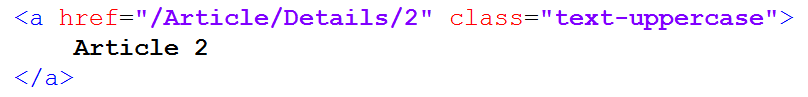 <a href="/Article/Details/2" class="text-uppercase">
Article 2
</a>